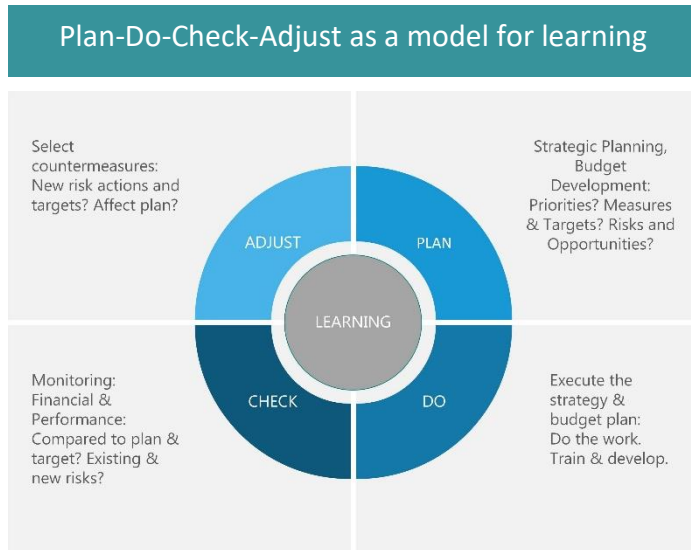 Plan-Do-Check-Adjust as a model for learning
Select
countermeasures:
New risk actions and
targets? Affect plan?
Strategic Planning,
Budget
Development:
Priorities? Measures
& Targets? Risks and
Opportunities?
ADJUST
PLAN
LEARNING
CHECK
DO
Monitoring:
Financial &
Performance:
Compared to plan &
target? Existing &
new risks?
Execute the
strategy &
budget plan:
Do the work.
Train & develop.